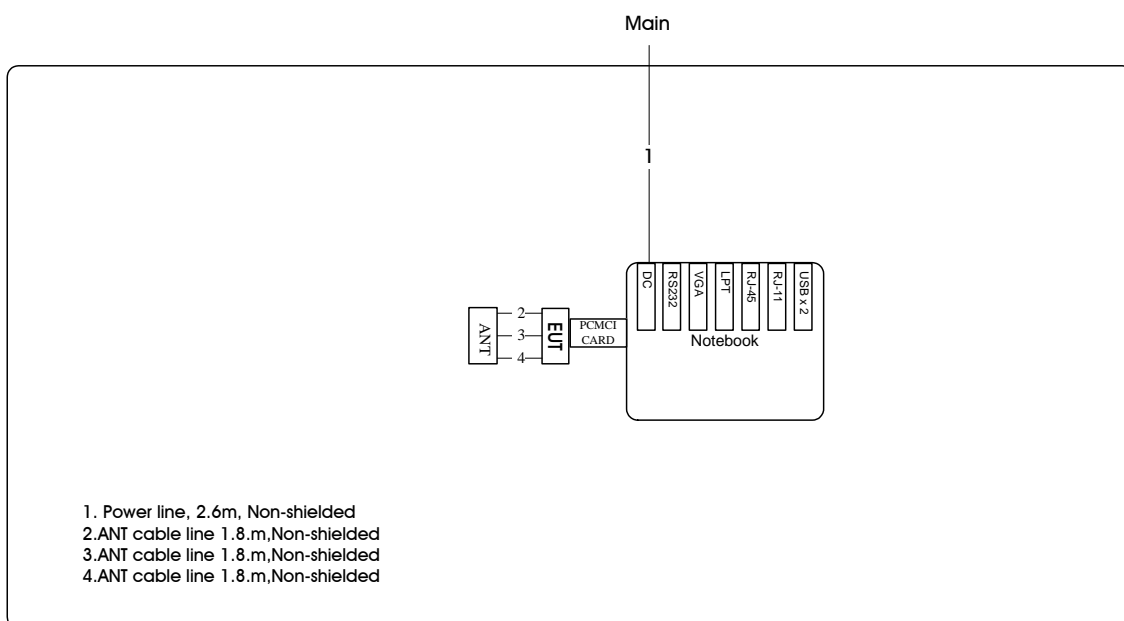 Main
1
DC
RS232
VGA
LPT
RJ-45
RJ-11
USB x 2
Notebook
ANT
2
3
4
EUT
PCMCI
CARD
1. Power line, 2.6m, Non-shielded
2.ANT cable line 1.8.m,Non-shielded
3.ANT cable line 1.8.m,Non-shielded
4.ANT cable line 1.8.m,Non-shielded